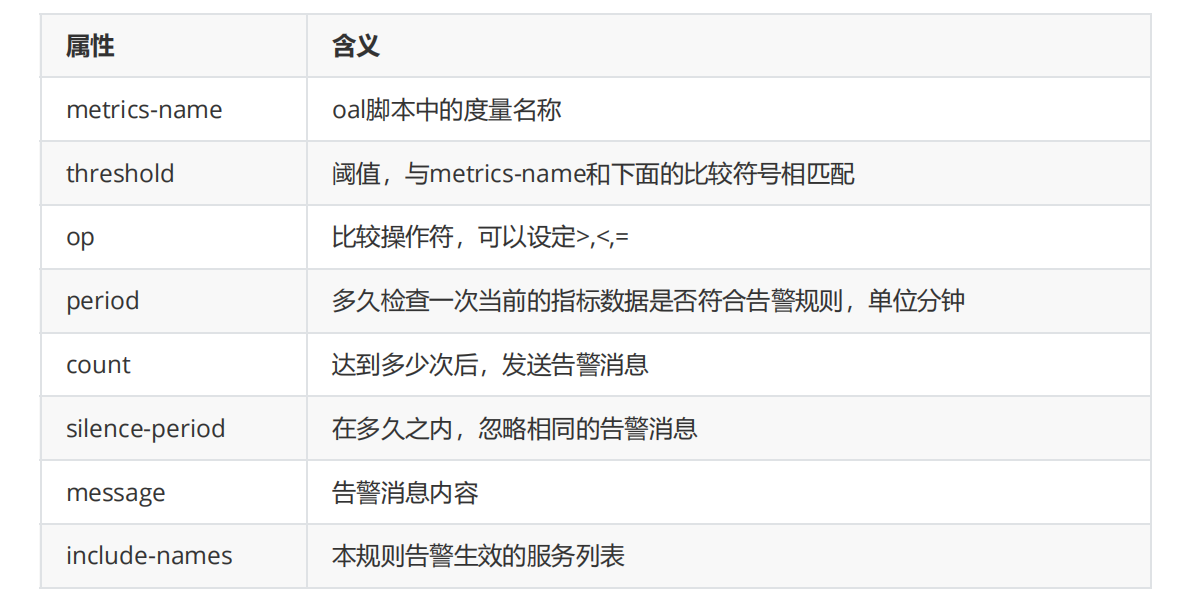 属性 含义
metrics-name oal脚本中的度量名称
threshold 阈值，与metrics-name和下面的比较符号相匹配
op 比较操作符，可以设定>,<,=
period 多久检查一次当前的指标数据是否符合告警规则，单位分钟
count 达到多少次后，发送告警消息
silence-period 在多久之内，忽略相同的告警消息
message 告警消息内容
include-names 本规则告警生效的服务列表